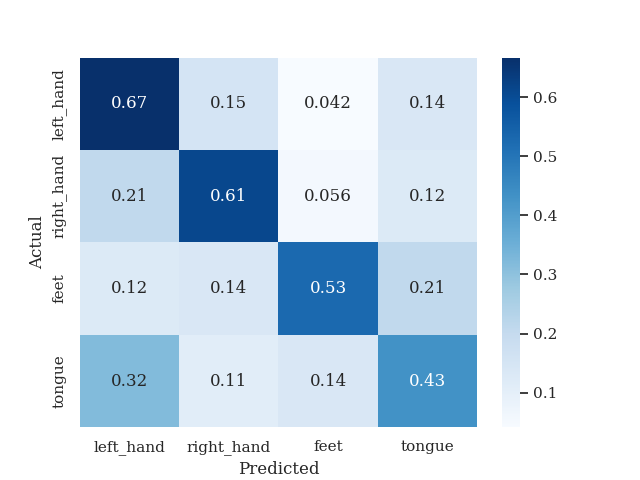 left_hand 0.67 0.15 0.042 0.14
right_hand 0.21 0.61 0.056 0.12
feet 0.12 0.14 0.53 0.21
tongue 0.32 0.11 0.14 0.43
left_hand right_hand feet tongue
Predicted
Actual
0.6
0.5
0.4
0.3
0.2
0.1